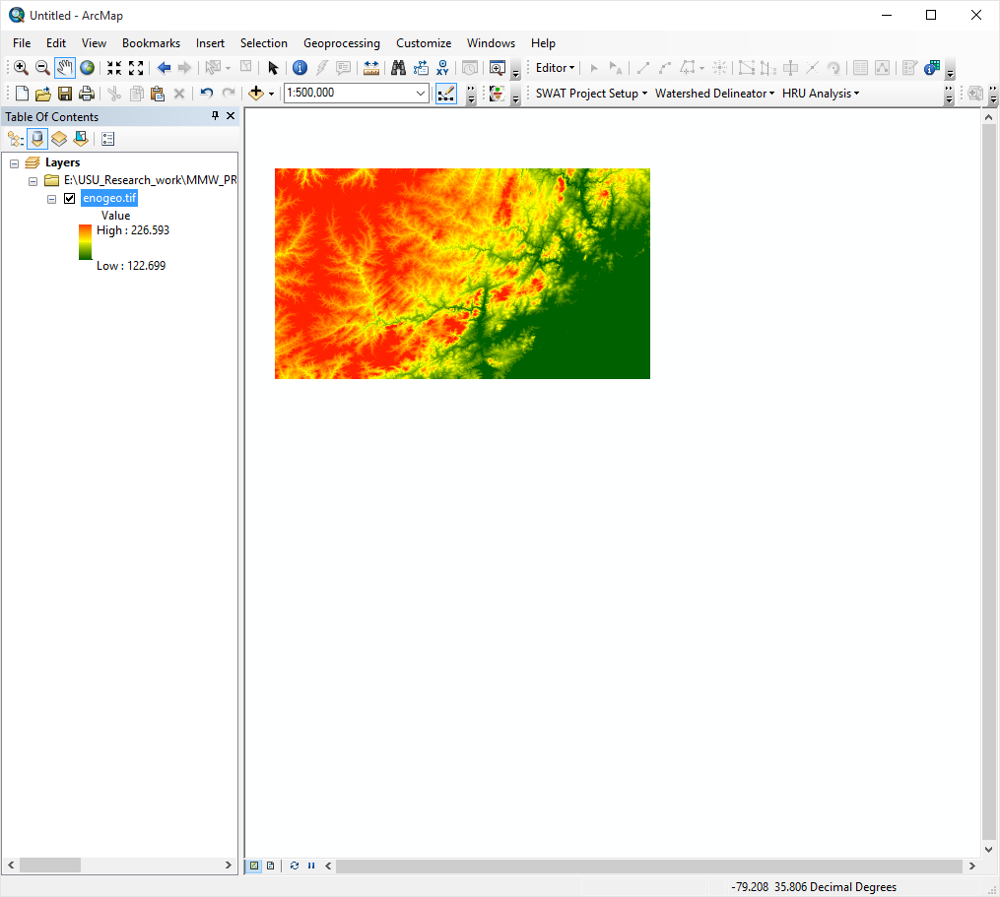 Untitled - ArcMap
File Edit View Bookmarks Insert Selection Geoprocessing Customize Windows Help
XY Editor
1:500,000 SWAT Project Setup Watershed Delineator HRU Analysis
Table Of Contents
Layers
E:\USU_Research_work\MMW_PR
enogeo.tif
Value
High : 226.593
Low : 122.699
-79.208 35.806 Decimal Degrees